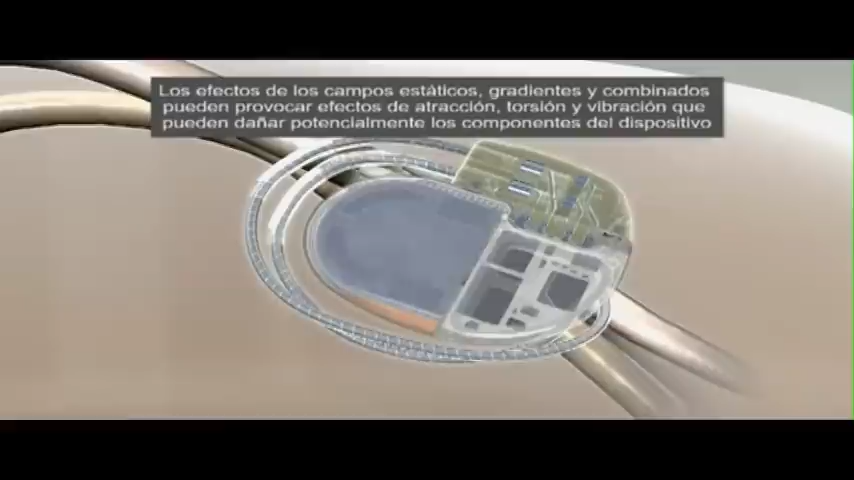 Los efectos de los campos estáticos, gradientes y combinados
pueden provocar efectos de atracción, torsión y vibración que
pueden dañar potencialmente los componentes del dispositivo